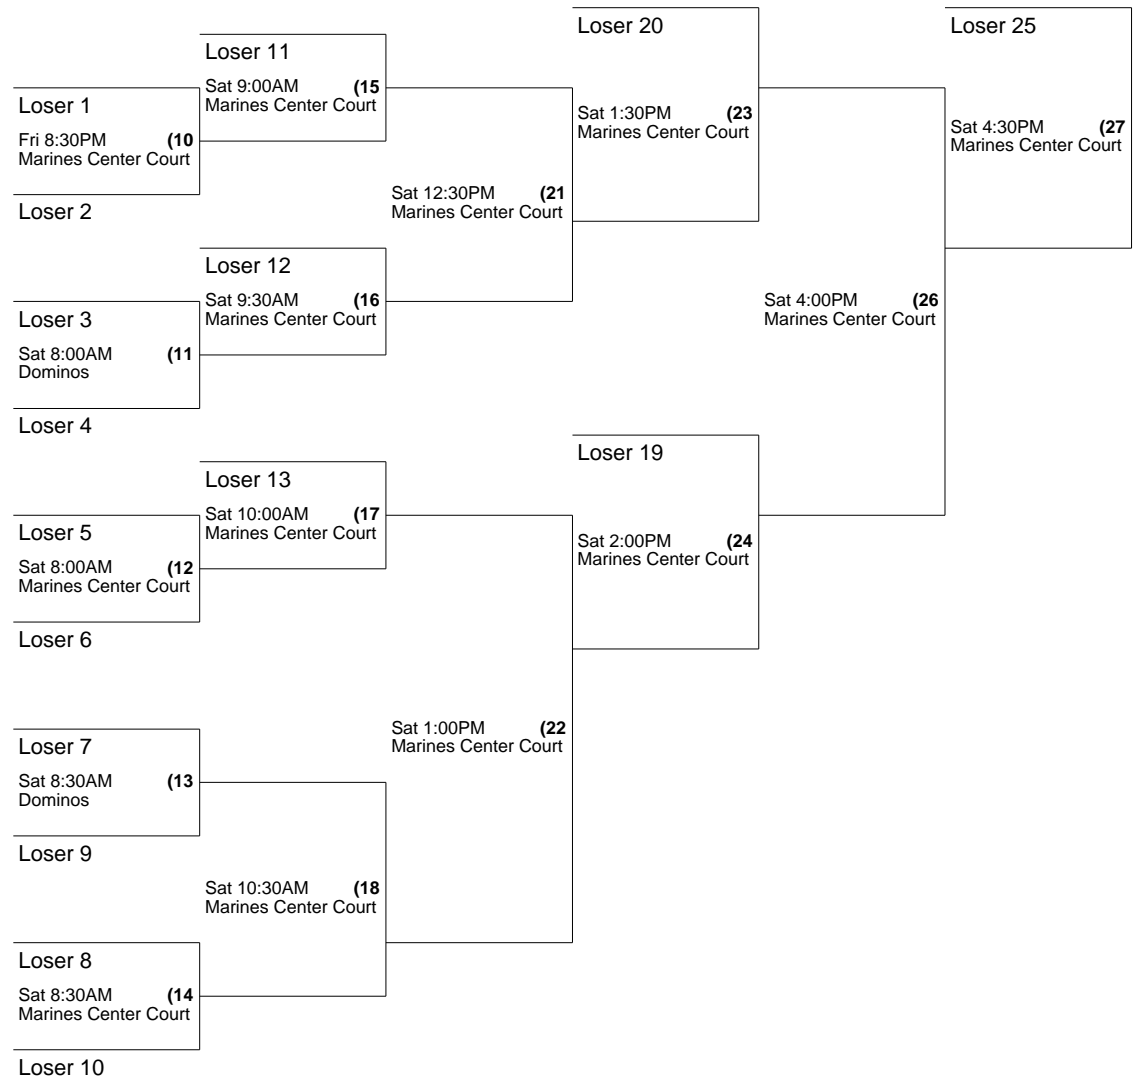 Loser 20
Loser 25
Loser 11
Sat 9:00AM (15
Marines Center Court
Loser 1
Fri 8:30PM (10
Marines Center Court
Loser 2
Sat 1:30PM (23
Marines Center Court
Sat 4:30PM (27
Marines Center Court
Sat 12:30PM (21
Marines Center Court
Loser 12
Sat 9:30AM (16
Marines Center Court
Loser 3
Sat 8:00AM (11
Dominos
Loser 4
Sat 4:00PM (26
Marines Center Court
Loser 19
Loser 13
Sat 10:00AM (17
Marines Center Court
Loser 5
Sat 8:00AM (12
Marines Center Court
Loser 6
Sat 2:00PM (24
Marines Center Court
Sat 1:00PM (22
Marines Center Court
Loser 7
Sat 8:30AM (13
Dominos
Loser 9
Sat 10:30AM (18
Marines Center Court
Loser 8
Sat 8:30AM (14
Marines Center Court
Loser 10